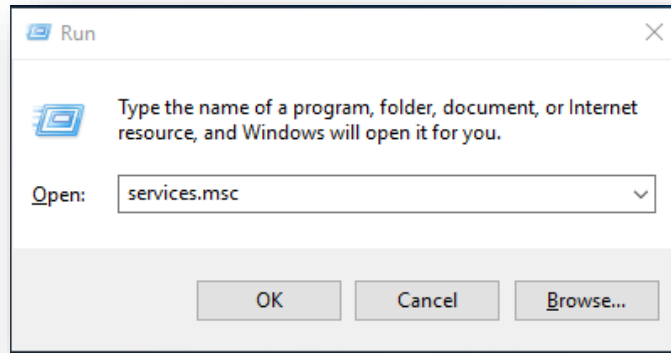 Run
Type the name of a program, folder, document, or Internet
resource, and Windows will open it for you.
Open:
services.msc
OK
Cancel
Browse...